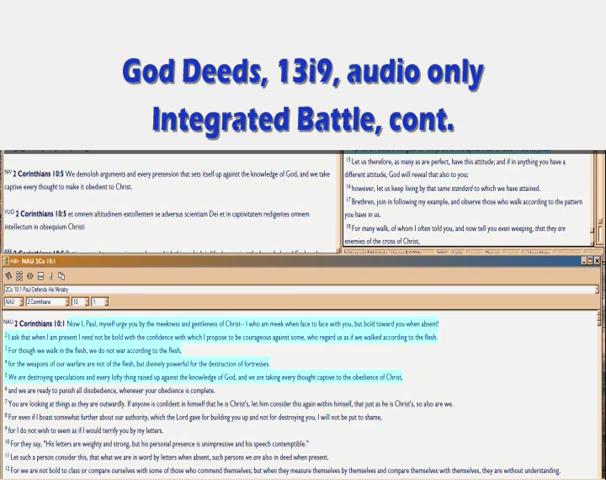 God Deeds, 13i9, audio only
Integrated Battle, cont.
NIV 2 Corinthians 10:5 We demolish arguments and every pretension that sets itself up against the knowledge of God, and we take
captive every thought to make it obedient to Christ.
VUO 2 Corinthians 10:5 et omnem altitudinem extollentem se adversus scientiam Dei et in captivitatem redigentes omnem
intellectum in obsequium Christi
15 Let us therefore, as many as are perfect, have this attitude; and if in anything you have a
different attitude, God will reveal that also to you;
16 however, let us keep living by that same standard to which we have attained.
17 Brethren, join in following my example, and observe those who walk according to the pattern
you have in us.
18 For many walk, of whom I often told you, and now tell you even weeping, that they are
enemies of the cross of Christ,
NAU 2Co 10:1
2Co 10:1 Paul Defends His Ministry
NAU 2 Corinthians 10 1
NAU 2 Corinthians 10:1 Now I, Paul, myself urge you by the meekness and gentleness of Christ-- I who am meek when face to face with you, but bold toward you when absent!
2 I ask that when I am present I need not be bold with the confidence with which I propose to be courageous against some, who regard us as if we walked according to the flesh.
3 For though we walk in the flesh, we do not war according to the flesh,
4 for the weapons of our warfare are not of the flesh, but divinely powerful for the destruction of fortresses.
5 We are destroying speculations and every lofty thing raised up against the knowledge of God, and we are taking every thought captive to the obedience of Christ,
6 and we are ready to punish all disobedience, whenever your obedience is complete.
7 You are looking at things as they are outwardly. If anyone is confident in himself that he is Christ's, let him consider this again within himself, that just as he is Christ's, so also are we.
8 For even if I boast somewhat further about our authority, which the Lord gave for building you up and not for destroying you, I will not be put to shame,
9 for I do not wish to seem as if I would terrify you by my letters.
10 For they say, "His letters are weighty and strong, but his personal presence is unimpressive and his speech contemptible."
11 Let such a person consider this, that what we are in word by letters when absent, such persons we are also in deed when present.
12 For we are not bold to class or compare ourselves with some of those who commend themselves; but when they measure themselves by themselves and compare themselves with themselves, they are without understanding.